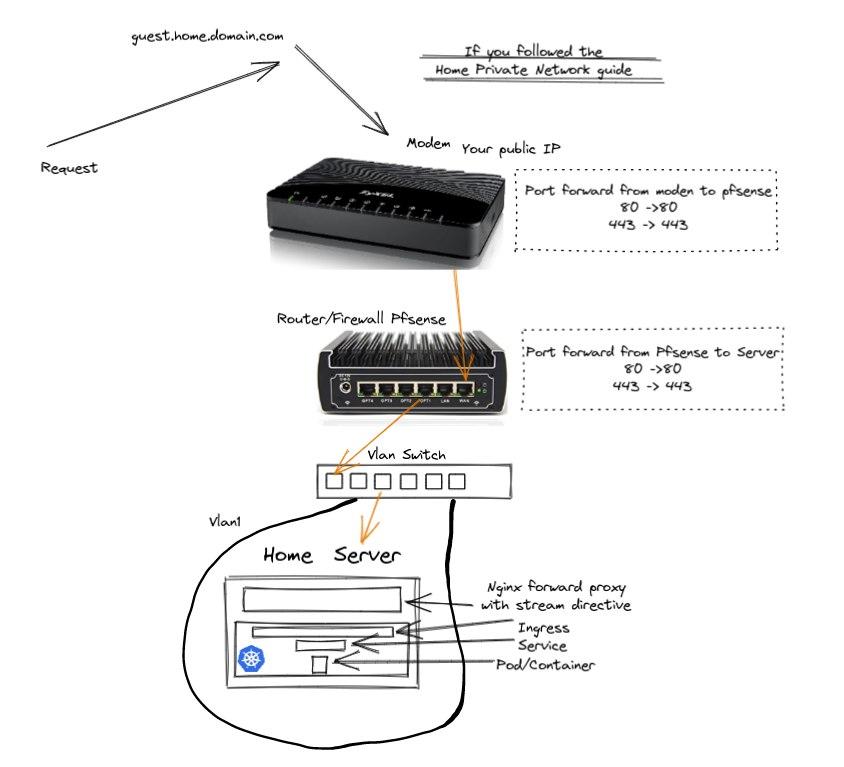 guest.home.domain.com
If you followed the
Home Private Network guide
Request
Modem Your public IP
ZyXEL
Port forward from moden to pfsense
80 ->80
443 -> 443
Router/Firewall Pfsense
OPT4 OPT3 OPT2 OPT1 LAN WAN
Port forward from Pfsense to Server
80 ->80
443 -> 443
Vlan Switch
Vlan1
Home Server
Nginx forward proxy
with stream directive
Ingress
Service
Pod/Container